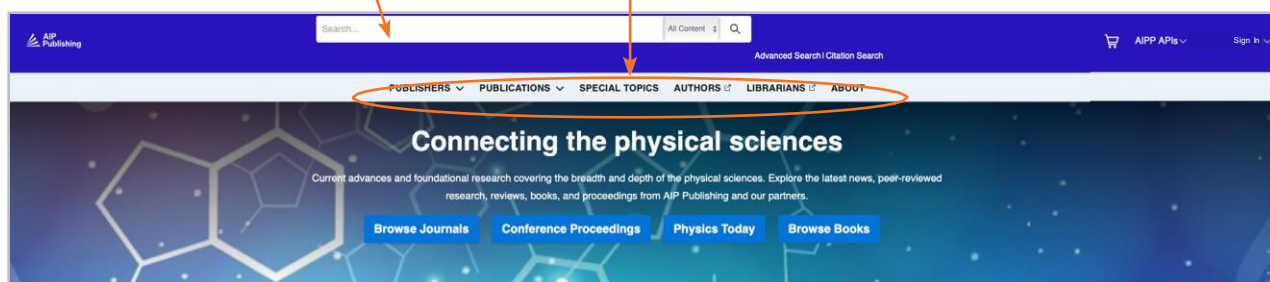 AIP
Publishing
Search...
All Content
Advanced Search | Citation Search
AIPP APIs
Sign In
PUBLISHERS PUBLICATIONS SPECIAL TOPICS AUTHORS LIBRARIANS ABOUT
Connecting the physical sciences
Current advances and foundational research covering the breadth and depth of the physical sciences. Explore the latest news, peer-reviewed
research, reviews, books, and proceedings from AIP Publishing and our partners.
Browse Journals Conference Proceedings Physics Today Browse Books